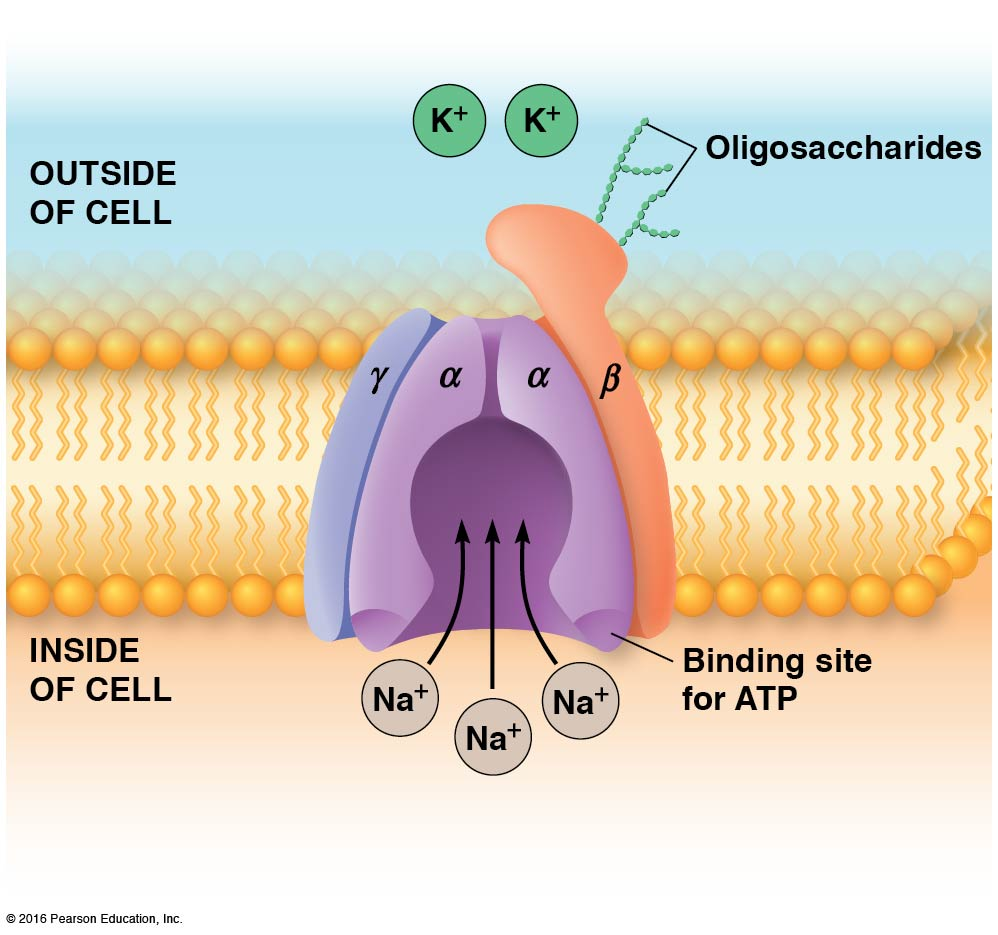 K+ K+
Oligosaccharides
OUTSIDE
OF CELL
γ α α β
INSIDE
OF CELL
Binding site
for ATP
Na+ Na+ Na+
© 2016 Pearson Education, Inc.